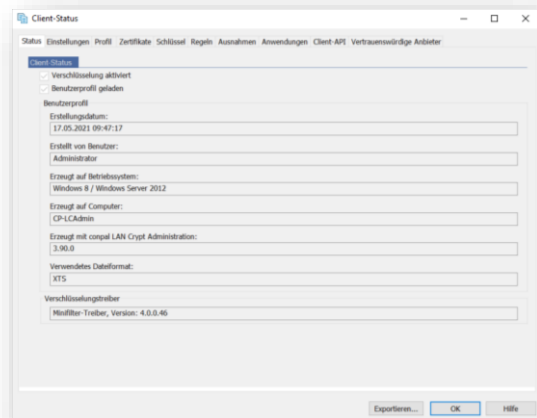 Client-Status
Status Einstellungen Profil Zertifikate Schlüssel Regeln Ausnahmen Anwendungen Client-API Vertrauenswürdige Anbieter
Client-Status
Verschlüsselung aktiviert
Benutzerprofil geladen
Benutzerprofil
Erstellungsdatum:
17.05.2021 09:47:17
Erstellt von Benutzer:
Administrator
Erzeugt auf Betriebssystem:
Windows 8 / Windows Server 2012
Erzeugt auf Computer:
CP-LCAdmin
Erzeugt mit conpal LAN Crypt Administration:
3.90.0
Verwendetes Dateiformat:
XTS
Verschlüsselungstreiber
Minifilter-Treiber, Version: 4.0.0.46
Exportieren... OK Hilfe